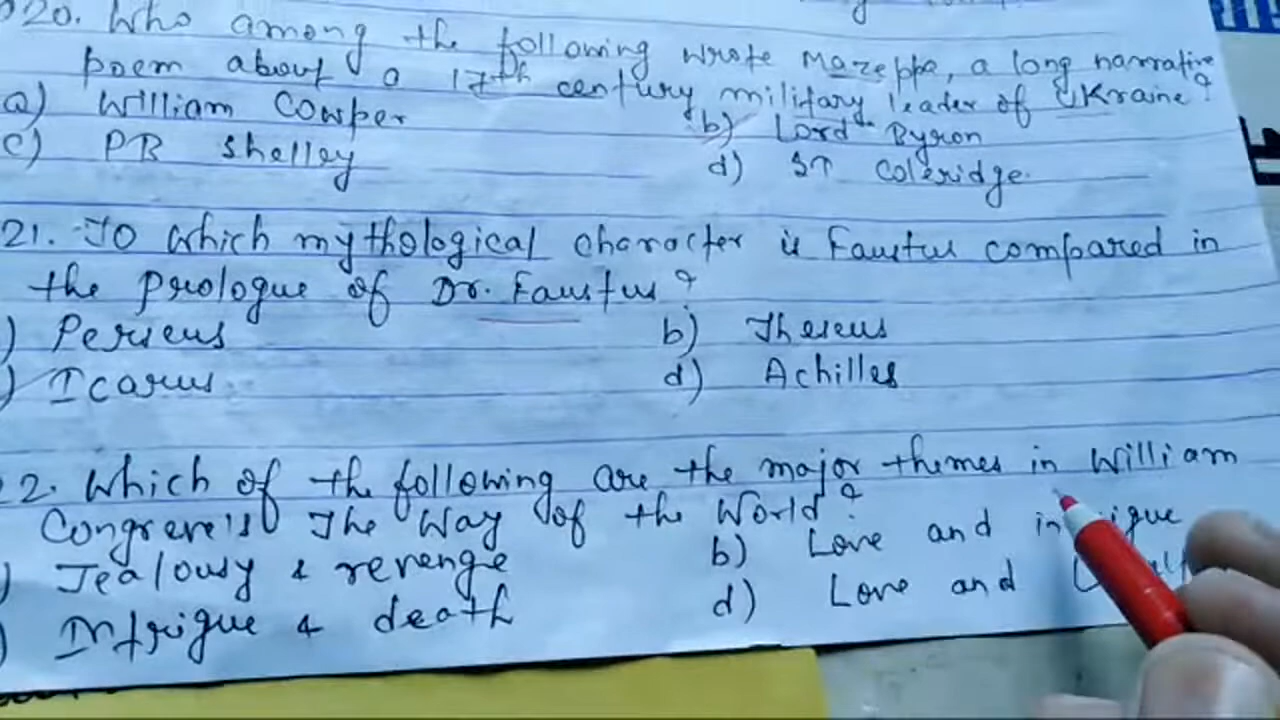 20. Who among the following wrote Mazeppa, a long narrative
poem about a 17th century military leader of Ukraine?
a) William Cowper
b) Lord Byron
c) PB Shelley
d) ST Coleridge.
21. To which mythological character is Faustus compared in
the prologue of Dr. Faustus?
) Perseus
b) Theseus
) Icarus.
d) Achilles
2. Which of the following are the major themes in William
Congreve's The Way of the World?
) Jealousy & revenge
b) Love and
) Intrigue & death
d) Love and